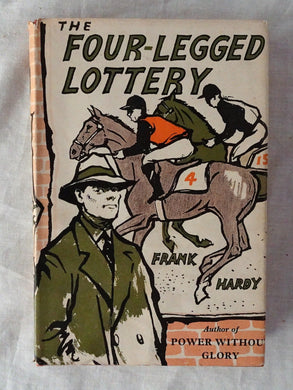 THE
FOUR-LEGGED
LOTTERY
15
4
FRANK
HARDY
Author of
POWER WITHOUT
GLORY